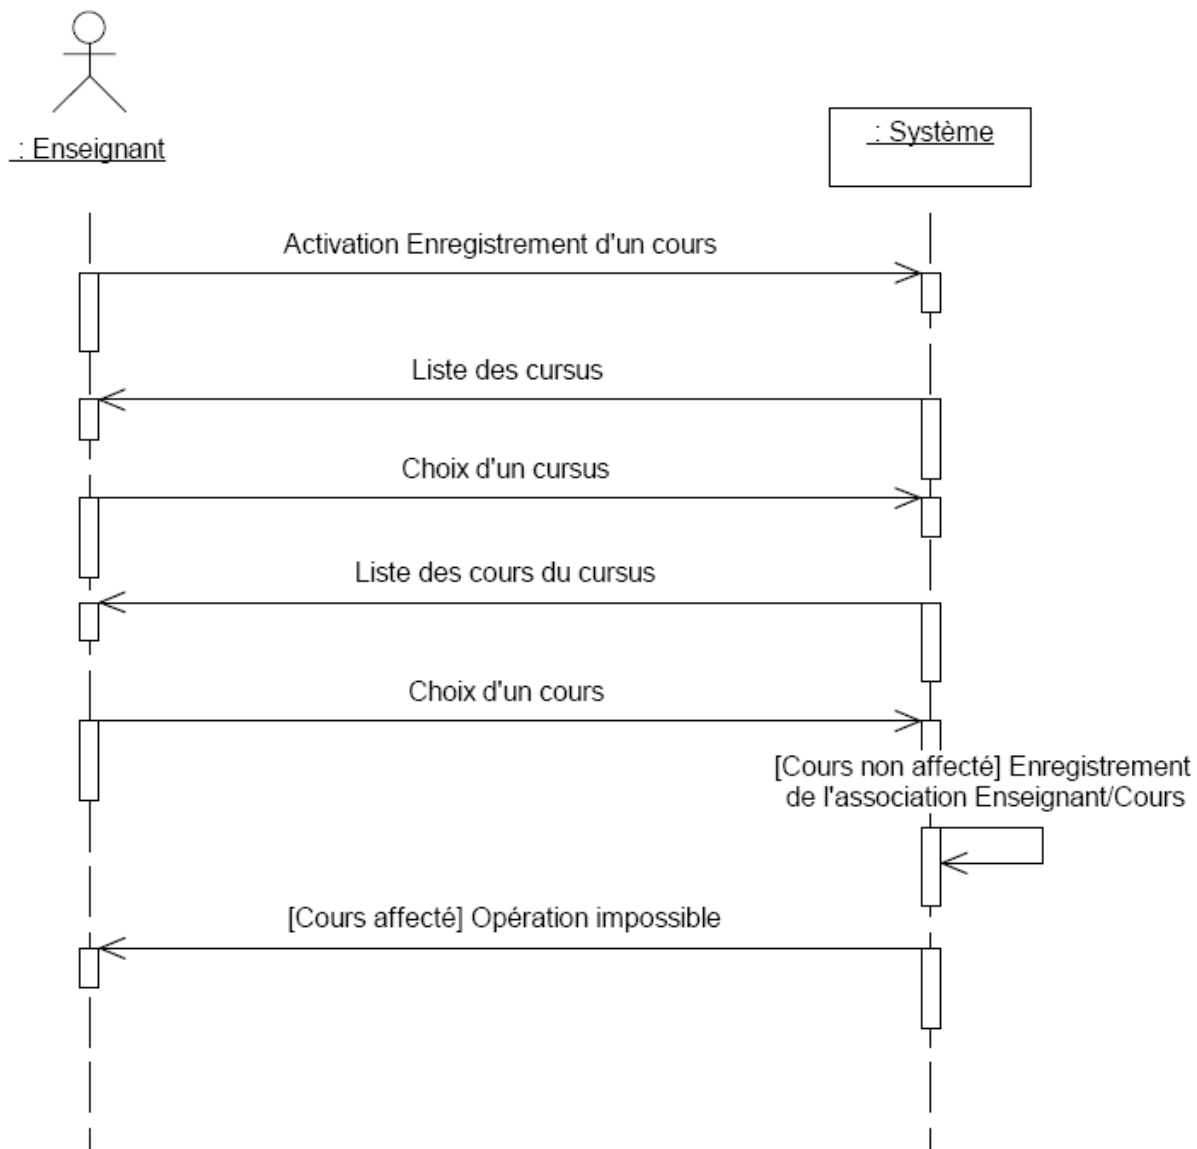 : Enseignant
: Système
Activation Enregistrement d'un cours
Liste des cursus
Choix d'un cursus
Liste des cours du cursus
Choix d'un cours
[Cours non affecté] Enregistrement
de l'association Enseignant/Cours
[Cours affecté] Opération impossible